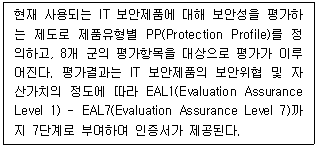 현재 사용되는 IT 보안제품에 대해 보안성을 평가하
는 제도로 제품유형별 PP(Protection Profile)를 정
의하고, 8개 군의 평가항목을 대상으로 평가가 이루
어진다. 평가결과는 IT 보안제품의 보안위협 및 자
산가치의 정도에 따라 EAL1(Evaluation Assurance
Level 1) - EAL7(Evaluation Assurance Level 7)까
지 7단계로 부여하여 인증서가 제공된다.